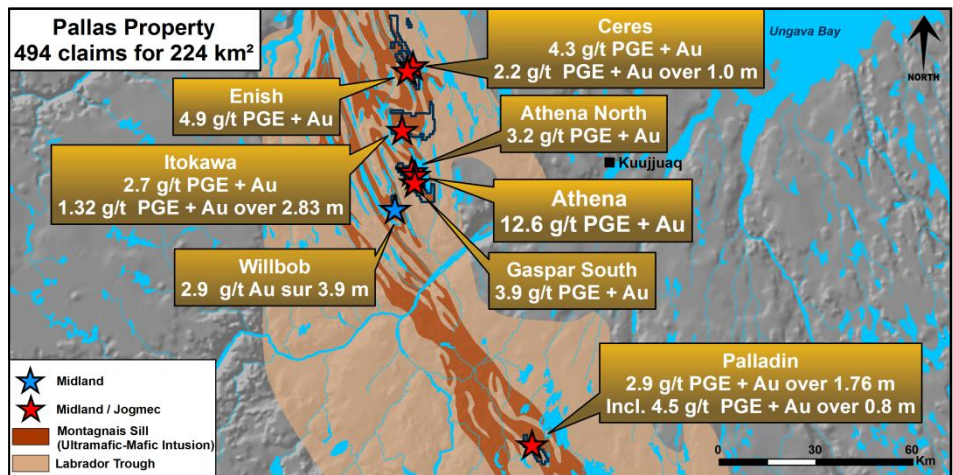 Pallas Property
494 claims for 224 km²
Ceres
4.3 g/t PGE + Au
2.2 g/t PGE + Au over 1.0 m
Ungava Bay
NORTH
Enish
4.9 g/t PGE + Au
Athena North
3.2 g/t PGE + Au
Kuujjuaq
Itokawa
2.7 g/t PGE + Au
1.32 g/t PGE + Au over 2.83 m
Athena
12.6 g/t PGE + Au
Willbob
2.9 g/t Au sur 3.9 m
Gaspar South
3.9 g/t PGE + Au
Palladin
2.9 g/t PGE + Au over 1.76 m
Incl. 4.5 g/t PGE + Au over 0.8 m
Midland
Midland / Jogmec
Montagnais Sill
(Ultramafic-Mafic Intusion)
Labrador Trough
0 30 60
Km